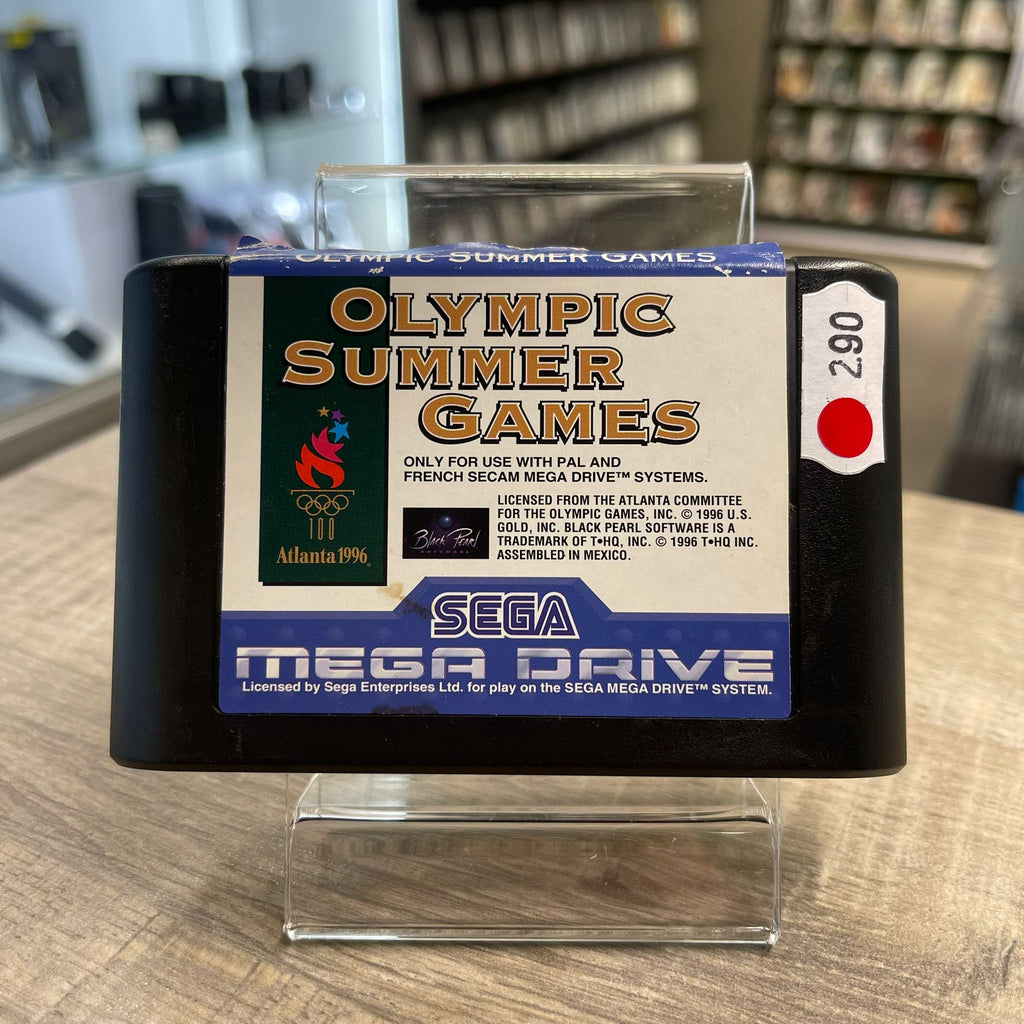 OLYMPIC SUMMER GAMES
OLYMPIC
SUMMER
GAMES
290
ONLY FOR USE WITH PAL AND
FRENCH SECAM MEGA DRIVE™ SYSTEMS.
LICENSED FROM THE ATLANTA COMMITTEE
FOR THE OLYMPIC GAMES, INC. © 1996 U.S.
GOLD, INC. BLACK PEARL SOFTWARE IS A
TRADEMARK OF T•HQ, INC. © 1996 T•HQ INC.
ASSEMBLED IN MEXICO.
Black Pearl
SOFTWARE
100
Atlanta 1996
SEGA
MEGA DRIVE
Licensed by Sega Enterprises Ltd. for play on the SEGA MEGA DRIVE™ SYSTEM.